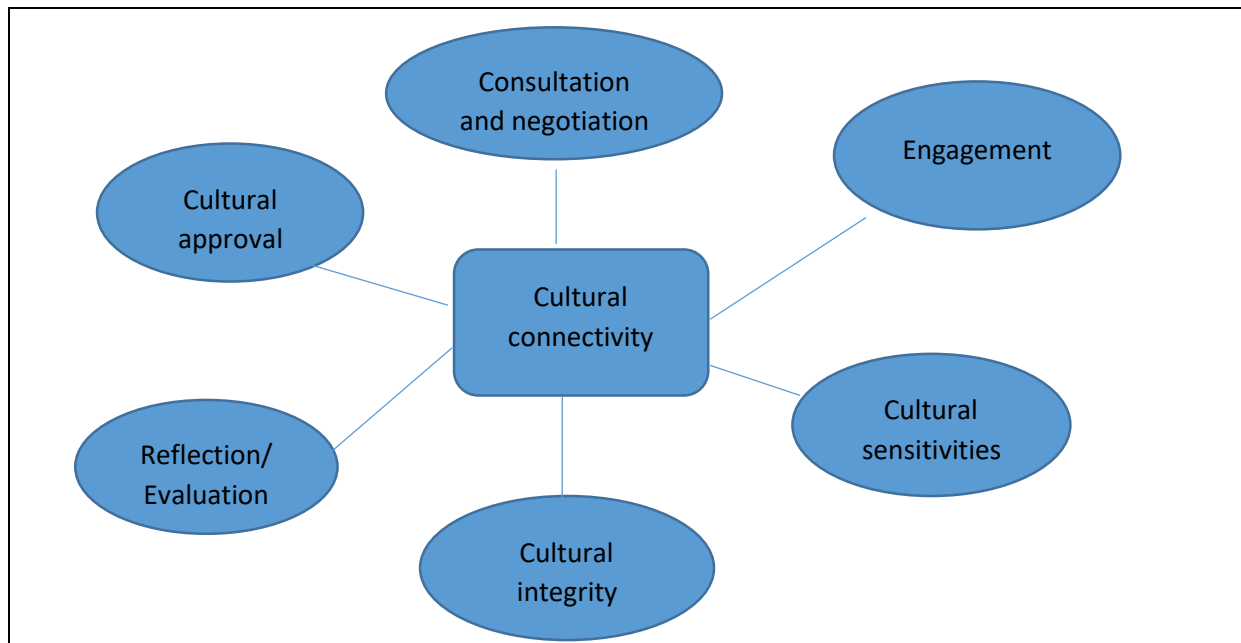 Consultation
and negotiation
Engagement
Cultural
approval
Cultural
connectivity
Cultural
sensitivities
Reflection/
Evaluation
Cultural
integrity